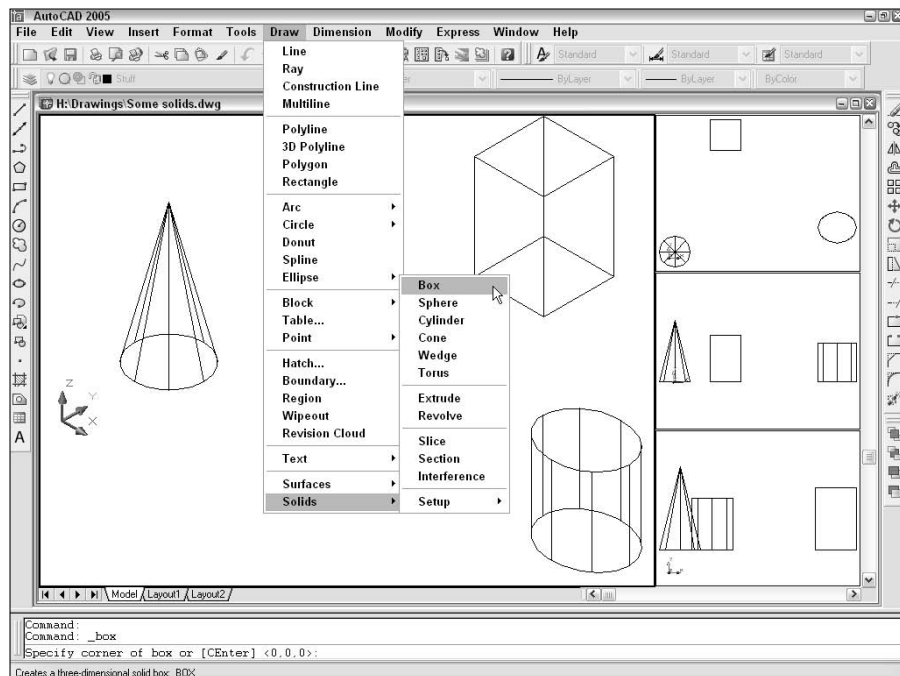 AutoCAD 2005
File Edit View Insert Format Tools Draw Dimension Modify Express Window Help
Standard Standard Standard
Stuff ByLayer ByLayer ByColor
H:\Drawings\Some solids.dwg
Line
Ray
Construction Line
Multiline
Polyline
3D Polyline
Polygon
Rectangle
Arc
Circle
Donut
Spline
Ellipse
Block
Table...
Point
Hatch...
Boundary...
Region
Wipeout
Revision Cloud
Text
Surfaces
Solids
Box
Sphere
Cylinder
Cone
Wedge
Torus
Extrude
Revolve
Slice
Section
Interference
Setup
Z
Y
X
A
Model Layout1 Layout2
Command:
Command: _box
Specify corner of box or [CEnter] <0,0,0>:
Creates a three-dimensional solid box: BOX